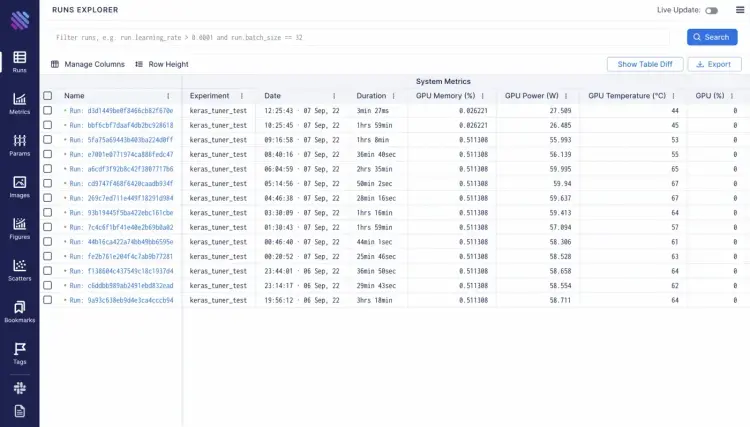 RUNS EXPLORER
Live Update:
Filter runs, e.g. run.learning_rate > 0.0001 and run.batch_size == 32
Search
Manage Columns Row Height
Show Table Diff Export
System Metrics
Name Experiment Date Duration GPU Memory (%) GPU Power (W) GPU Temperature (°C) GPU (%)
Run: d3d1449be0f8466cb82f670e keras_tuner_test 12:25:43 · 07 Sep, 22 3min 27ms 0.026221 27.509 44 0
Run: bbf6cbf7daaf4db2bc928618 keras_tuner_test 10:25:45 · 07 Sep, 22 1hr 59min 0.026221 26.485 45 0
Run: 5fa75a69443b403ba224d0ff keras_tuner_test 09:16:58 · 07 Sep, 22 1hr 8min 0.511308 55.993 53 0
Run: e7001e0771974ca886fedc47 keras_tuner_test 08:40:16 · 07 Sep, 22 36min 40sec 0.511308 56.139 55 0
Run: a6cdf3f92b8c42f3807717b6 keras_tuner_test 06:04:59 · 07 Sep, 22 2hr 35min 0.511308 59.995 65 0
Run: cd9747f468f6420caadb934f keras_tuner_test 05:14:56 · 07 Sep, 22 50min 2sec 0.511308 59.94 67 0
Run: 269c7ed711e449f18291d984 keras_tuner_test 04:46:38 · 07 Sep, 22 28min 16sec 0.511308 59.637 67 0
Run: 93b19445f5ba422ebc161cbe keras_tuner_test 03:30:09 · 07 Sep, 22 1hr 16min 0.511308 59.413 64 0
Run: 7c4c6f1bf41e40e2b69b0a02 keras_tuner_test 01:30:43 · 07 Sep, 22 1hr 59min 0.511308 57.094 57 0
Run: 44b16ca422a74bb49bb6595e keras_tuner_test 00:46:40 · 07 Sep, 22 44min 1sec 0.511308 58.306 61 0
Run: fe2b761e204f4c7ab9b77281 keras_tuner_test 00:20:52 · 07 Sep, 22 25min 46sec 0.511308 58.528 63 0
Run: f138604c437549c18c1937d4 keras_tuner_test 23:44:01 · 06 Sep, 22 36min 50sec 0.511308 58.658 64 0
Run: c6ddbb989ab2491ebd832ead keras_tuner_test 23:14:17 · 06 Sep, 22 29min 43sec 0.511308 58.554 62 0
Run: 9a93c630eb9d4e3ca4cccb94 keras_tuner_test 19:56:12 · 06 Sep, 22 3hr 18min 0.511308 58.711 64 0
Runs
Metrics
Params
Images
Figures
Scatters
Bookmarks
Tags